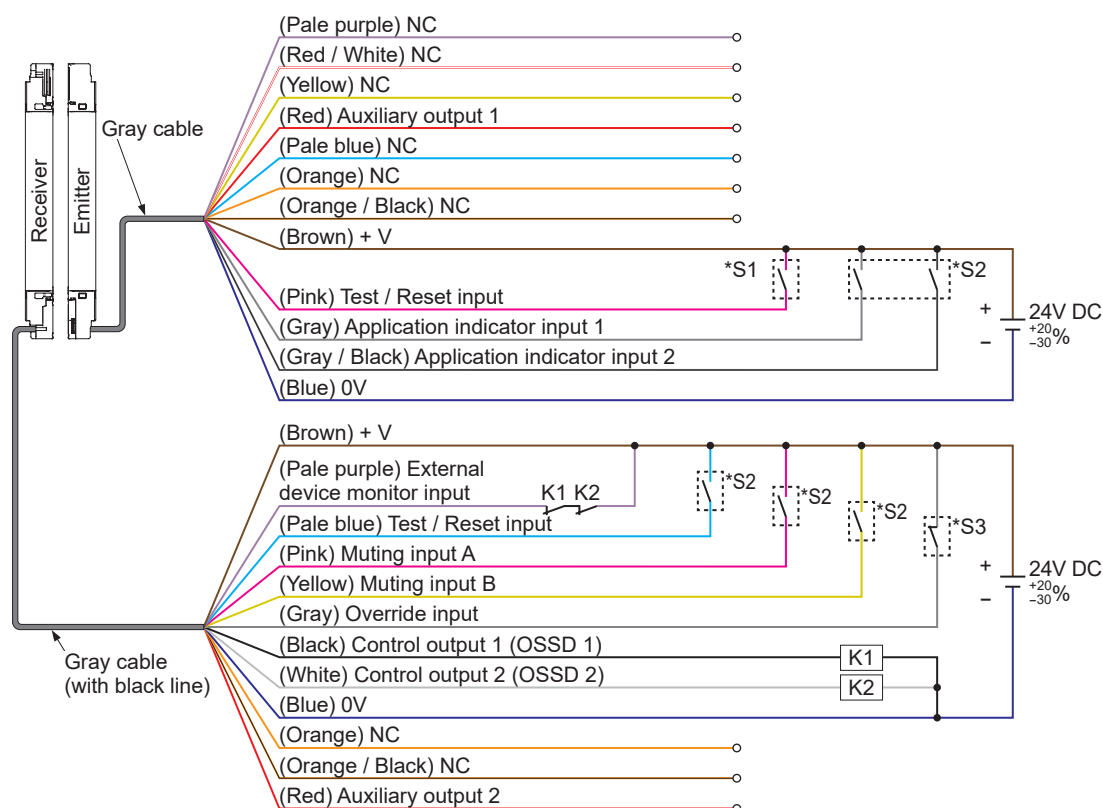 (Pale purple) NC
(Red / White) NC
(Yellow) NC
(Red) Auxiliary output 1
(Pale blue) NC
(Orange) NC
(Orange / Black) NC
(Brown) + V
Gray cable
Receiver
Emitter
*S1
*S2
(Pink) Test / Reset input
(Gray) Application indicator input 1
(Gray / Black) Application indicator input 2
(Blue) 0V
+
−
24V DC
+20
−30%
(Brown) + V
(Pale purple) External
device monitor input
K1 K2
(Pale blue) Test / Reset input
(Pink) Muting input A
(Yellow) Muting input B
(Gray) Override input
*S2
*S2
*S2
*S3
+
−
24V DC
+20
−30%
(Black) Control output 1 (OSSD 1)
K1
(White) Control output 2 (OSSD 2)
K2
(Blue) 0V
Gray cable
(with black line)
(Orange) NC
(Orange / Black) NC
(Red) Auxiliary output 2